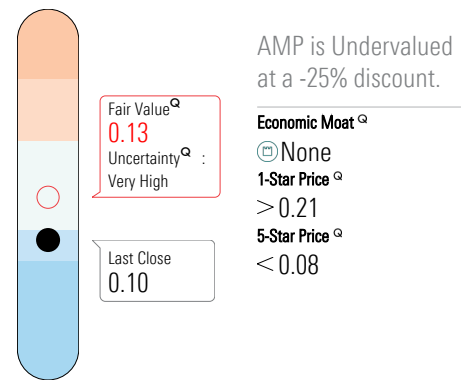 Fair Value Q
0.13
Uncertainty Q :
Very High
Last Close
0.10
AMP is Undervalued
at a -25% discount.
Economic Moat Q
None
1-Star Price Q
>0.21
5-Star Price Q
<0.08